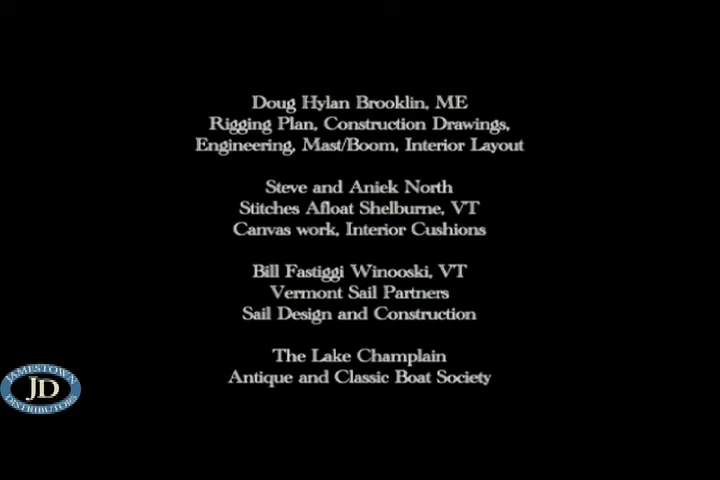 Doug Hylan Brooklin, ME
Rigging Plan, Construction Drawings,
Engineering, Mast/Boom, Interior Layout
Steve and Aniek North
Stitches Afloat Shelburne, VT
Canvas work, Interior Cushions
Bill Fastiggi Winooski, VT
Vermont Sail Partners
Sail Design and Construction
The Lake Champlain
Antique and Classic Boat Society
JAMESTOWN
JD
DISTRIBUTORS